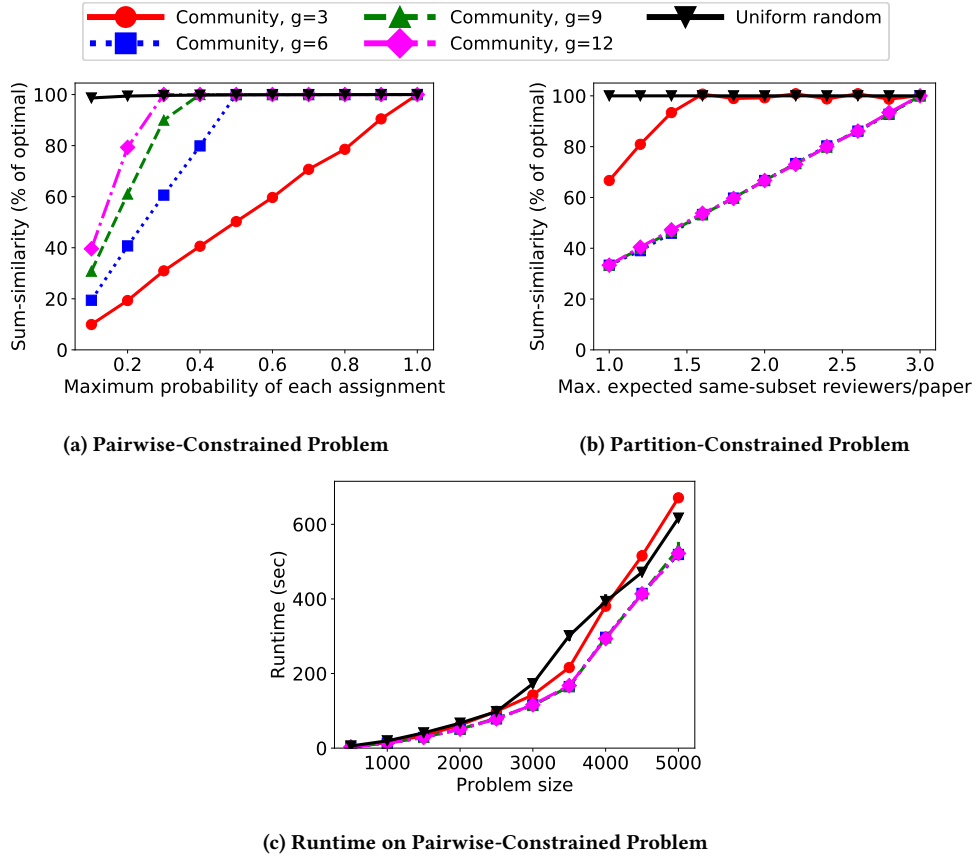 Community, g=3 Community, g=9 Uniform random
Community, g=6 Community, g=12
Sum-similarity (% of optimal)
100
80
60
40
20
0
0.2 0.4 0.6 0.8 1.0
Maximum probability of each assignment
(a) Pairwise-Constrained Problem
Sum-similarity (% of optimal)
100
80
60
40
20
0
1.0 1.5 2.0 2.5 3.0
Max. expected same-subset reviewers/paper
(b) Partition-Constrained Problem
Runtime (sec)
600
400
200
0
1000 2000 3000 4000 5000
Problem size
(c) Runtime on Pairwise-Constrained Problem